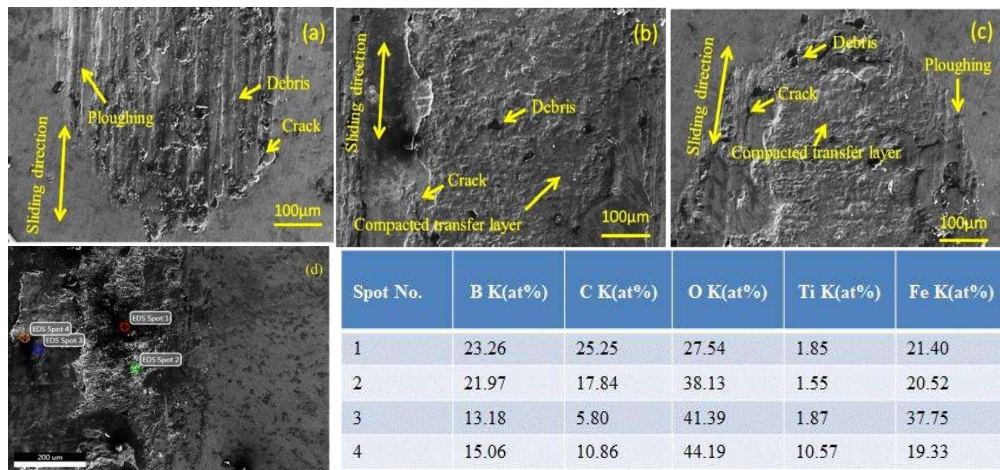 (a)
Sliding direction
Ploughing
Debris
Crack
100µm
(b)
Sliding direction
Debris
Crack
Compacted transfer layer
100µm
(c)
Debris
Ploughing
Sliding direction
Crack
Compacted transfer layer
100µm
(d)
EDS Spot 1
EDS Spot 4
EDS Spot 3
EDS Spot 2
200 um
Spot No. B K(at%) C K(at%) O K(at%) Ti K(at%) Fe K(at%)
1 23.26 25.25 27.54 1.85 21.40
2 21.97 17.84 38.13 1.55 20.52
3 13.18 5.80 41.39 1.87 37.75
4 15.06 10.86 44.19 10.57 19.33